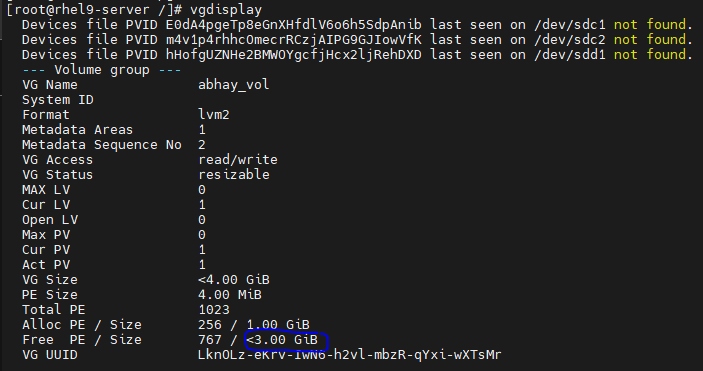 [root@rhel9-server /]# vgdisplay
Devices file PVID E0dA4pgeTp8eGnXHfdlV6o6h5SdpAnib last seen on /dev/sdc1 not found.
Devices file PVID m4v1p4rhhcOmecrRCzjAIPG9GJIowVfK last seen on /dev/sdc2 not found.
Devices file PVID hHofgUZNHe2BMWOYgcfjHcx2ljRehDXD last seen on /dev/sdd1 not found.
--- Volume group ---
VG Name abhay_vol
System ID
Format lvm2
Metadata Areas 1
Metadata Sequence No 2
VG Access read/write
VG Status resizable
MAX LV 0
Cur LV 1
Open LV 0
Max PV 0
Cur PV 1
Act PV 1
VG Size <4.00 GiB
PE Size 4.00 MiB
Total PE 1023
Alloc PE / Size 256 / 1.00 GiB
Free PE / Size 767 / <3.00 GiB
VG UUID LknOLz-eKrv-IwN6-h2vl-mbzR-qYxi-wXTsMr